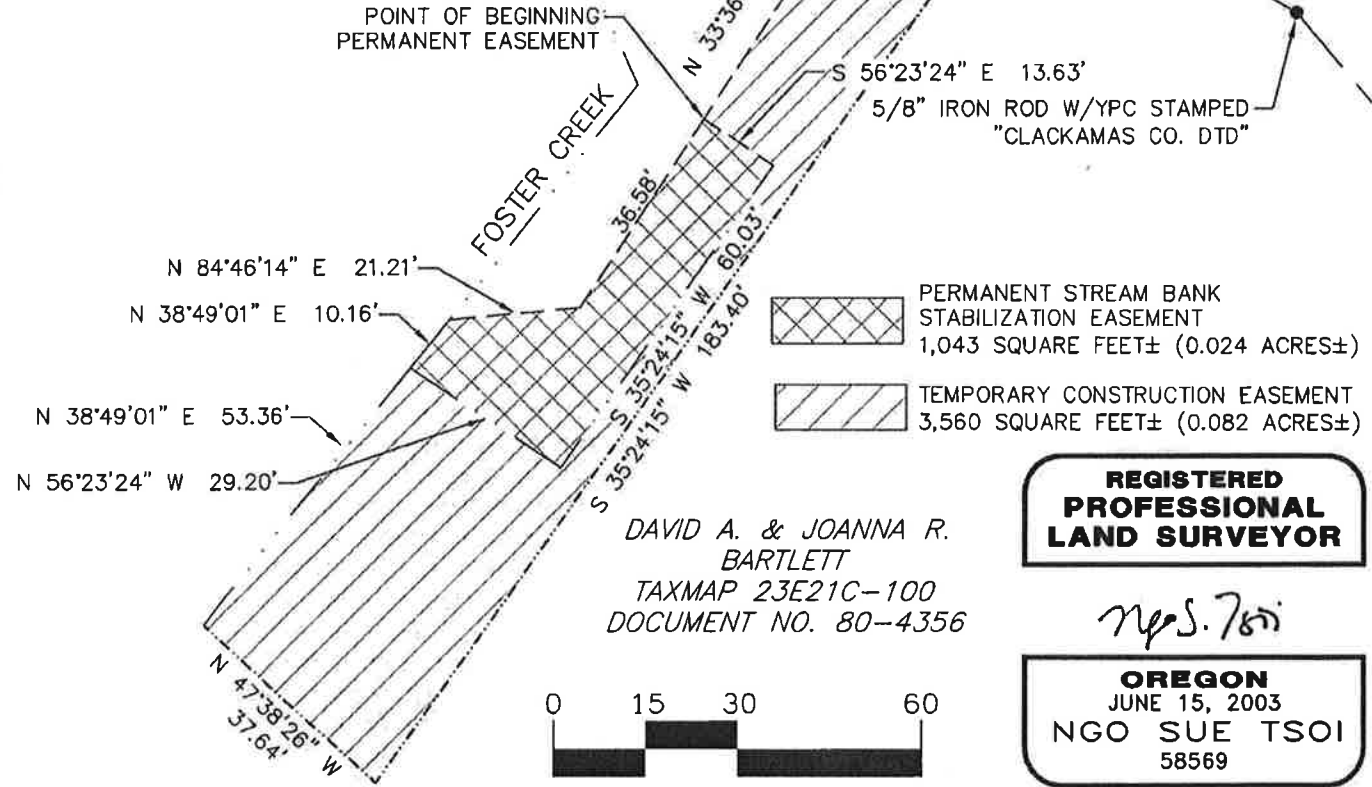 POINT OF BEGINNING
PERMANENT EASEMENT
N 33°36
S 56°23'24" E 13.63'
5/8" IRON ROD W/YPC STAMPED
"CLACKAMAS CO. DTD"
FOSTER CREEK
36.58'
N 84°46'14" E 21.21'
N 38°49'01" E 10.16'
S 35°24'15" W 60.03'
S 35°24'15" W 183.40'
PERMANENT STREAM BANK
STABILIZATION EASEMENT
1,043 SQUARE FEET± (0.024 ACRES±)
TEMPORARY CONSTRUCTION EASEMENT
3,560 SQUARE FEET± (0.082 ACRES±)
N 38°49'01" E 53.36'
N 56°23'24" W 29.20'
DAVID A. & JOANNA R.
BARTLETT
TAXMAP 23E21C-100
DOCUMENT NO. 80-4356
N 47°38'26" W
37.64'
0 15 30 60
REGISTERED
PROFESSIONAL
LAND SURVEYOR
Ngo S. Tsoi
OREGON
JUNE 15, 2003
NGO SUE TSOI
58569